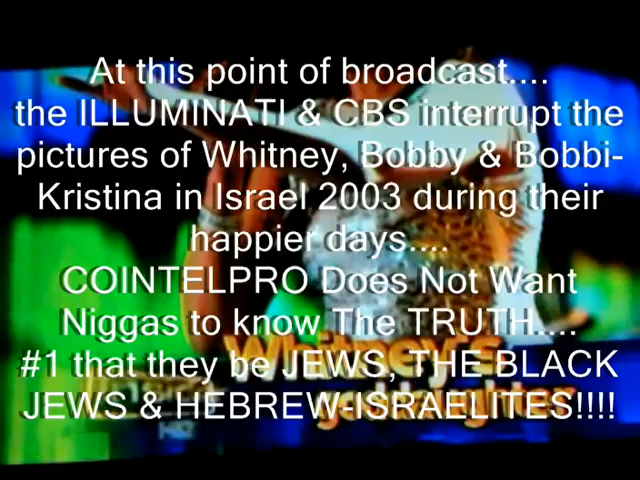 At this point of broadcast....
the ILLUMINATI & CBS interrupt the
pictures of Whitney, Bobby & Bobbi-
Kristina in Israel 2003 during their
happier days....
COINTELPRO Does Not Want
Niggas to know The TRUTH....
#1 that they be JEWS, THE BLACK
JEWS & HEBREW-ISRAELITES!!!!
Whitney's
goddaughter